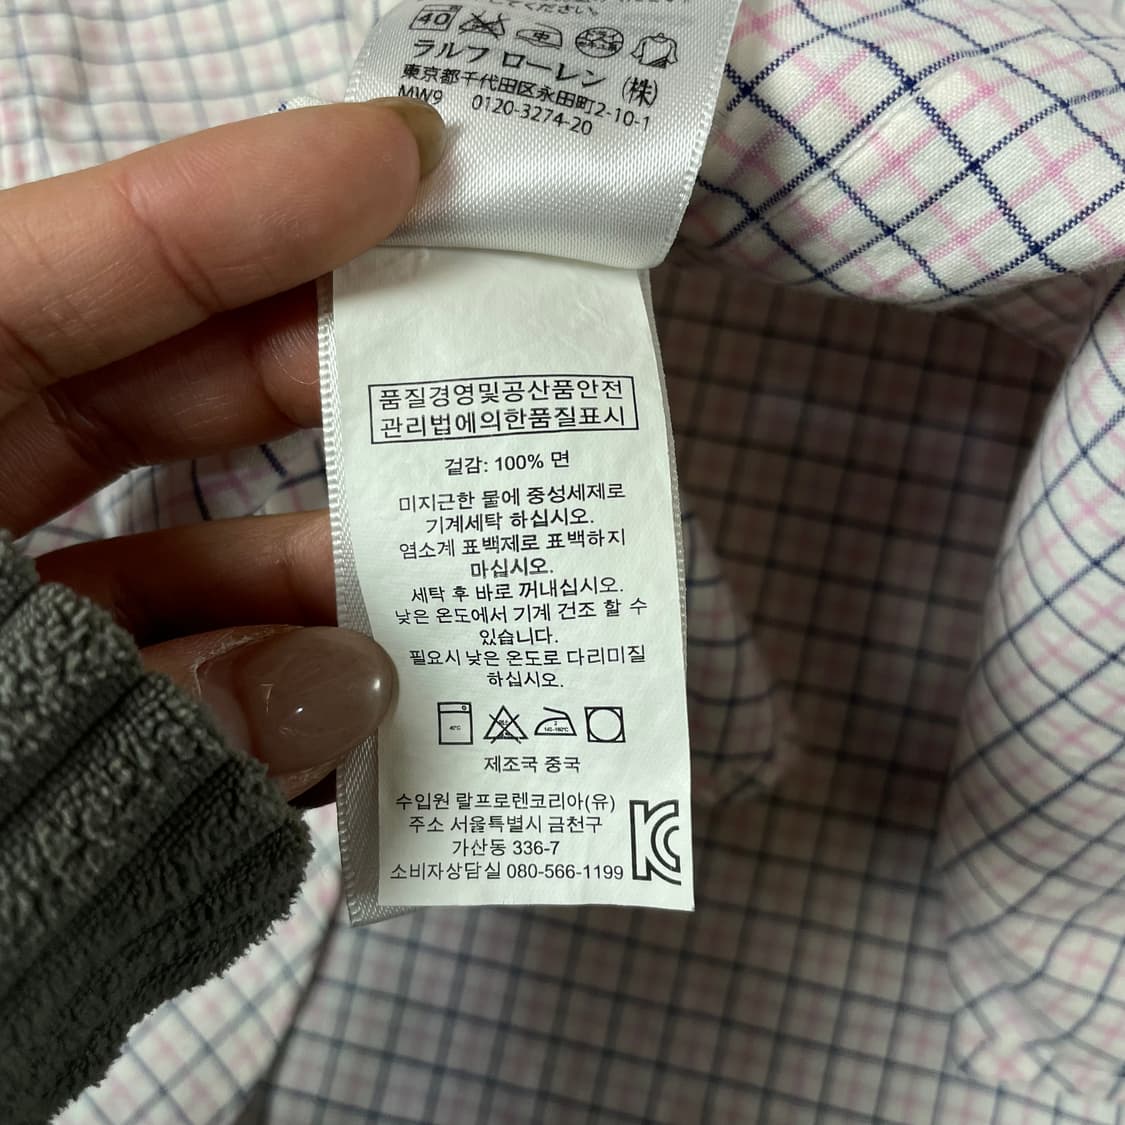 してください。
40
ラルフ ローレン (株)
東京都千代田区永田町2-10-1
MW9 0120-3274-20
품질경영및공산품안전
관리법에의한품질표시
겉감: 100% 면
미지근한 물에 중성세제로
기계세탁 하십시오.
염소계 표백제로 표백하지
마십시오.
세탁 후 바로 꺼내십시오.
낮은 온도에서 기계 건조 할 수
있습니다.
필요시 낮은 온도로 다리미질
하십시오.
40°C
제조국 중국
수입원 랄프로렌코리아(유)
주소 서울특별시 금천구
가산동 336-7
소비자상담실 080-566-1199